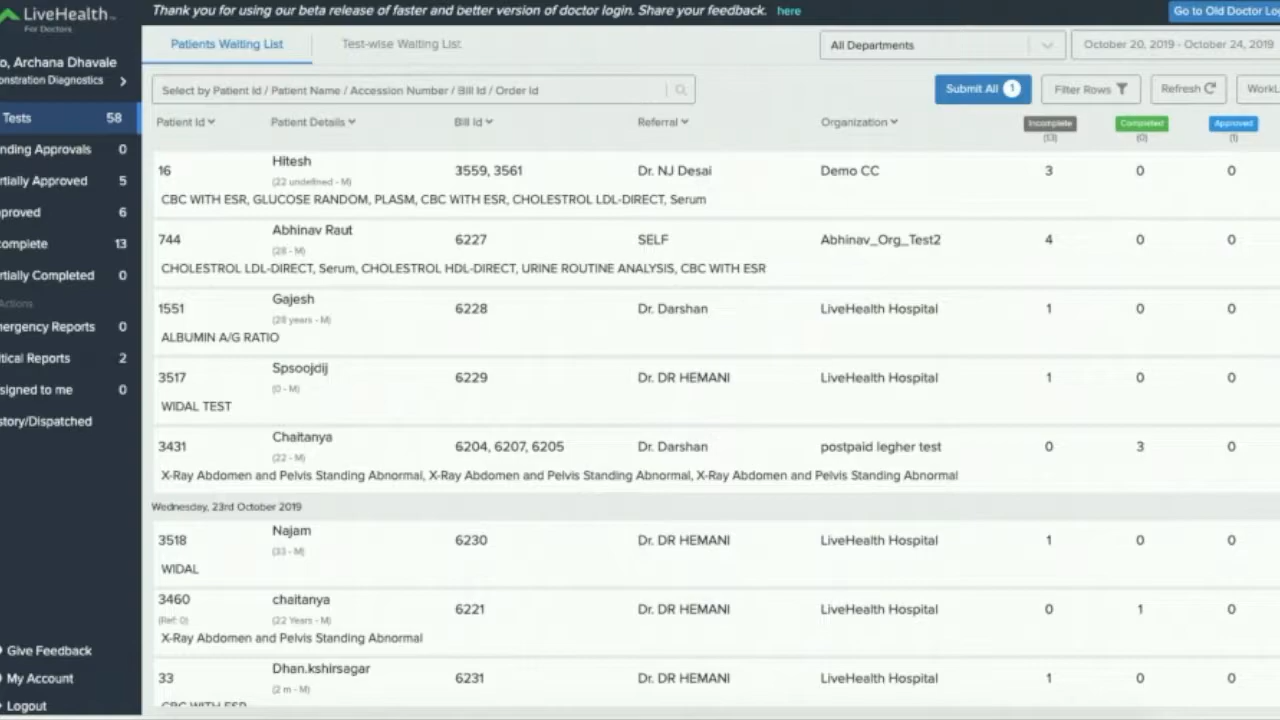 LiveHealth
For Doctors
Thank you for using our beta release of faster and better version of doctor login. Share your feedback. here
Go to Old Doctor Lo
o, Archana Dhavale
onstration Diagnostics
Tests 58
nding Approvals 0
rtially Approved 5
proved 6
complete 13
rtially Completed 0
Actions
nergency Reports 0
itical Reports 2
signed to me 0
story/Dispatched
Give Feedback
My Account
Logout
Patients Waiting List
Test-wise Waiting List
All Departments
October 20, 2019 - October 24, 2019
Select by Patient Id / Patient Name / Accession Number / Bill Id / Order Id
Submit All 1
Filter Rows
Refresh
WorkL
Patient Id Patient Details Bill Id Referral Organization Incomplete Completed Approved
(13) (0) (1)
Hitesh
16 3559, 3561 Dr. NJ Desai Demo CC 3 0 0
(22 undefined - M)
CBC WITH ESR, GLUCOSE RANDOM, PLASM, CBC WITH ESR, CHOLESTROL LDL-DIRECT, Serum
Abhinav Raut
744 6227 SELF Abhinav_Org_Test2 4 0 0
(28 - M)
CHOLESTROL LDL-DIRECT, Serum, CHOLESTROL HDL-DIRECT, URINE ROUTINE ANALYSIS, CBC WITH ESR
Gajesh
1551 6228 Dr. Darshan LiveHealth Hospital 1 0 0
(28 years - M)
ALBUMIN A/G RATIO
Spsoojdij
3517 6229 Dr. DR HEMANI LiveHealth Hospital 1 0 0
(0 - M)
WIDAL TEST
Chaitanya
3431 6204, 6207, 6205 Dr. Darshan postpaid legher test 0 3 0
(22 - M)
X-Ray Abdomen and Pelvis Standing Abnormal, X-Ray Abdomen and Pelvis Standing Abnormal, X-Ray Abdomen and Pelvis Standing Abnormal
Wednesday, 23rd October 2019
Najam
3518 6230 Dr. DR HEMANI LiveHealth Hospital 1 0 0
(33 - M)
WIDAL
3460 chaitanya
6221 Dr. DR HEMANI LiveHealth Hospital 0 1 0
(Ref: 0) (22 Years - M)
X-Ray Abdomen and Pelvis Standing Abnormal
Dhan.kshirsagar
33 6231 Dr. DR HEMANI LiveHealth Hospital 1 0 0
(2 m - M)
CBC WITH ESR